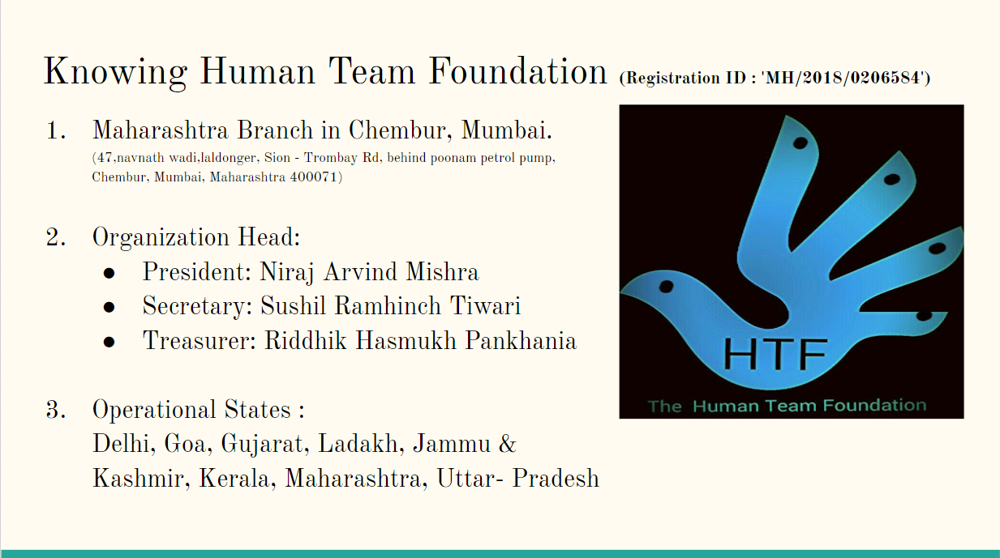 Knowing Human Team Foundation (Registration ID : 'MH/2018/0206584')
1. Maharashtra Branch in Chembur, Mumbai.
(47,navnath wadi,laldonger, Sion - Trombay Rd, behind poonam petrol pump,
Chembur, Mumbai, Maharashtra 400071)
2. Organization Head:
● President: Niraj Arvind Mishra
● Secretary: Sushil Ramhinch Tiwari
● Treasurer: Riddhik Hasmukh Pankhania
3. Operational States :
Delhi, Goa, Gujarat, Ladakh, Jammu &
Kashmir, Kerala, Maharashtra, Uttar- Pradesh
HTF
The Human Team Foundation